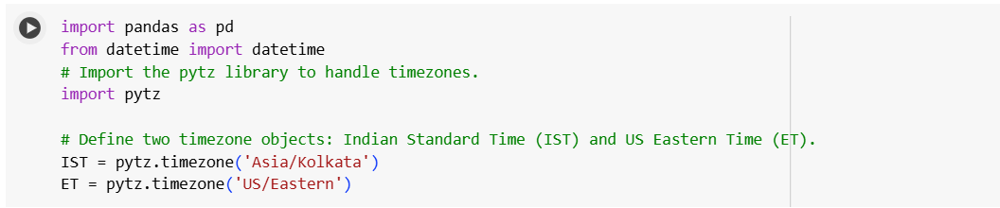 import pandas as pd
from datetime import datetime
# Import the pytz library to handle timezones.
import pytz
# Define two timezone objects: Indian Standard Time (IST) and US Eastern Time (ET).
IST = pytz.timezone('Asia/Kolkata')
ET = pytz.timezone('US/Eastern')